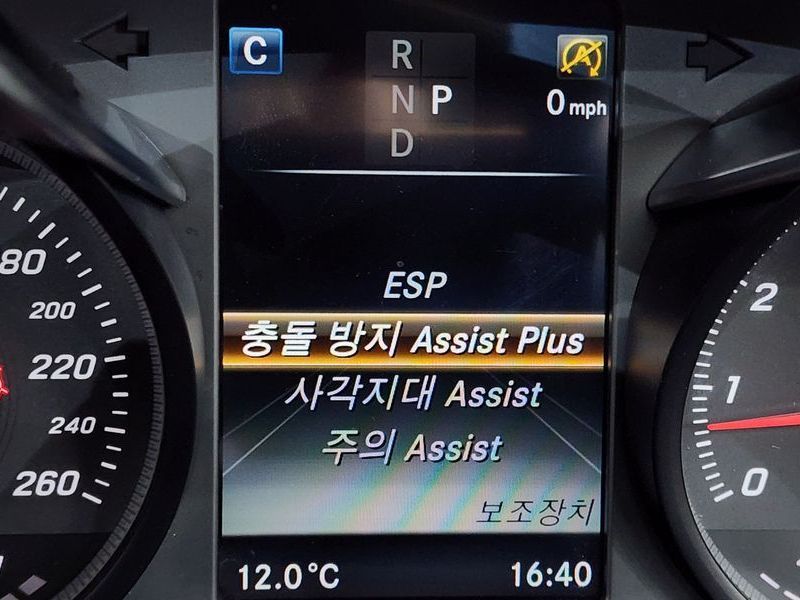 C
R
N P
D
A
0 mph
ESP
충돌 방지 Assist Plus
사각지대 Assist
주의 Assist
보조장치
12.0°C 16:40
80
200
220
240
260
2
1
0